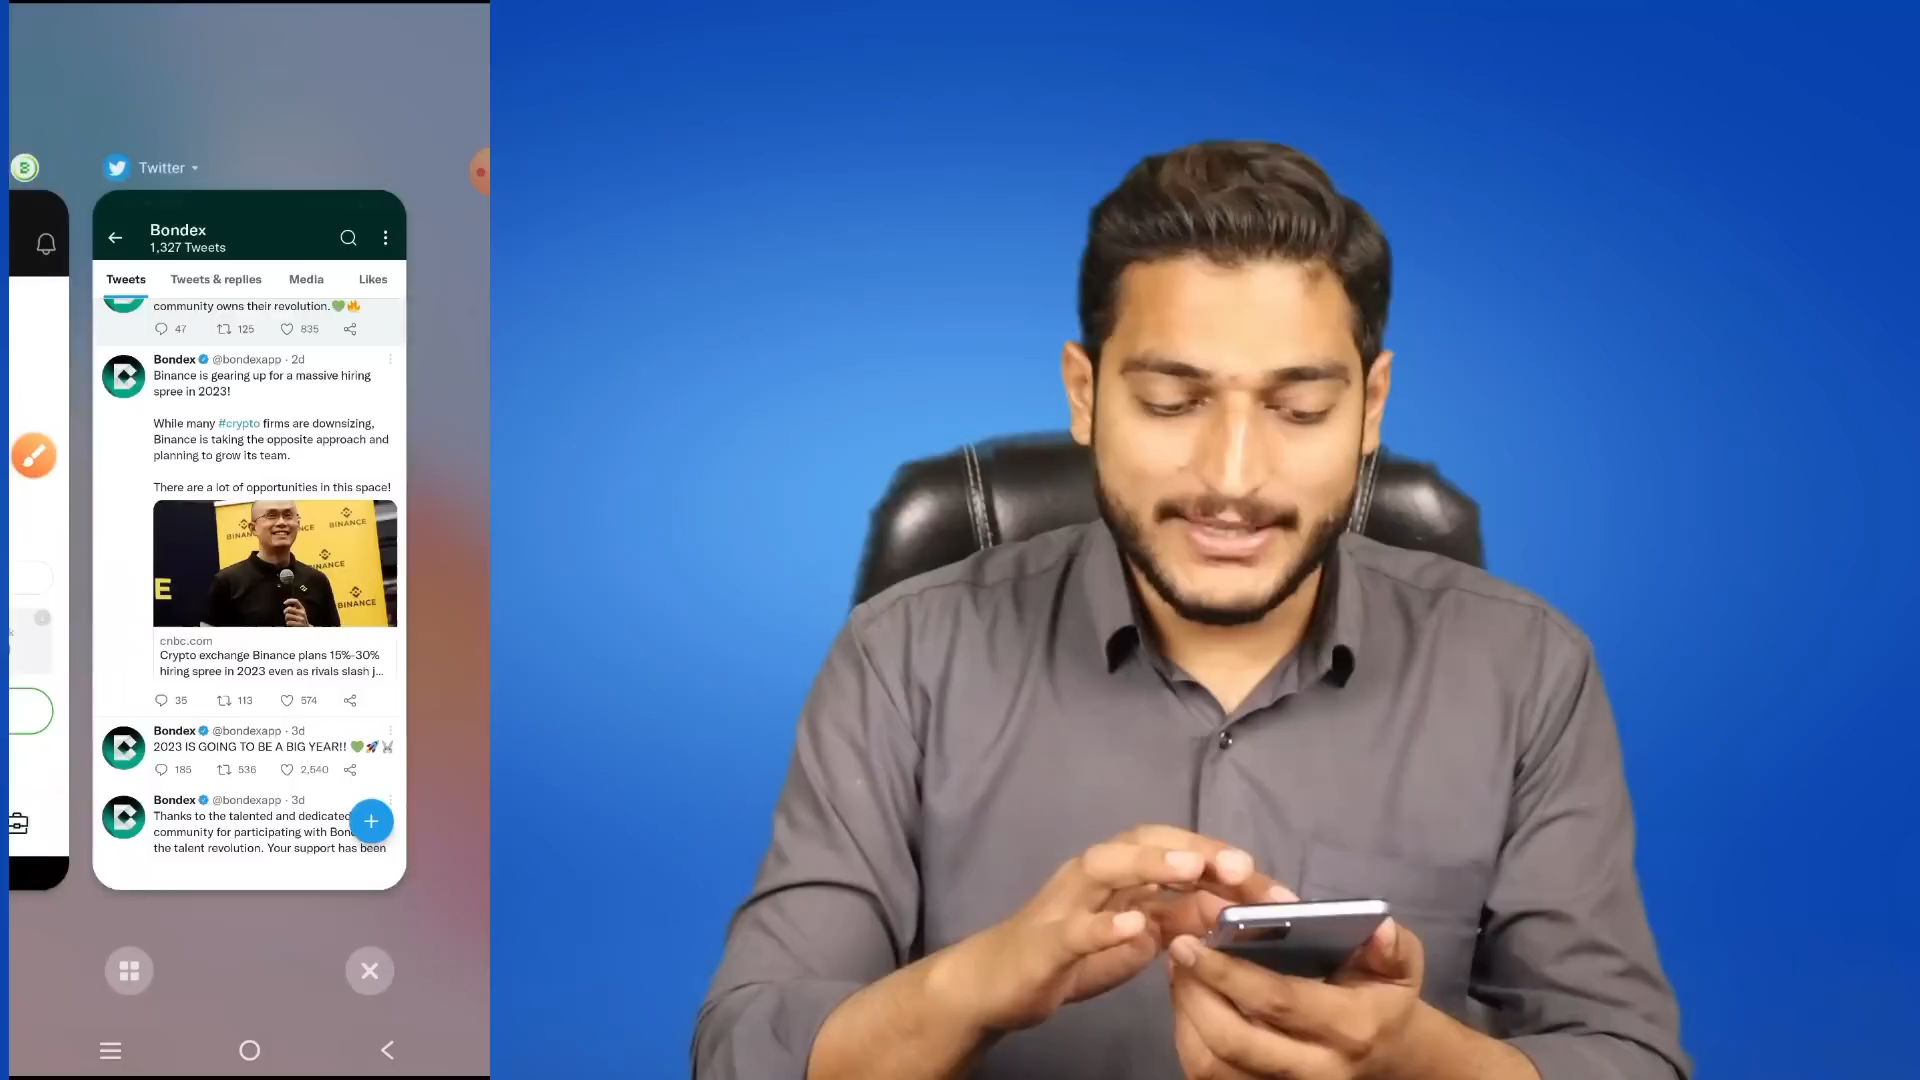 Twitter
Bondex
1,327 Tweets
Tweets
Tweets & replies
Media
Likes
community owns their revolution.💚🔥
47
125
835
Bondex @bondexapp · 2d
Binance is gearing up for a massive hiring
spree in 2023!
While many #crypto firms are downsizing,
Binance is taking the opposite approach and
planning to grow its team.
There are a lot of opportunities in this space!
BINANCE
BINANCE
BINANCE
E
cnbc.com
Crypto exchange Binance plans 15%-30%
hiring spree in 2023 even as rivals slash j...
35
113
574
Bondex @bondexapp · 3d
2023 IS GOING TO BE A BIG YEAR!! 💚🚀🐰
185
536
2,540
Bondex @bondexapp · 3d
Thanks to the talented and dedicated
community for participating with Bon
the talent revolution. Your support has been